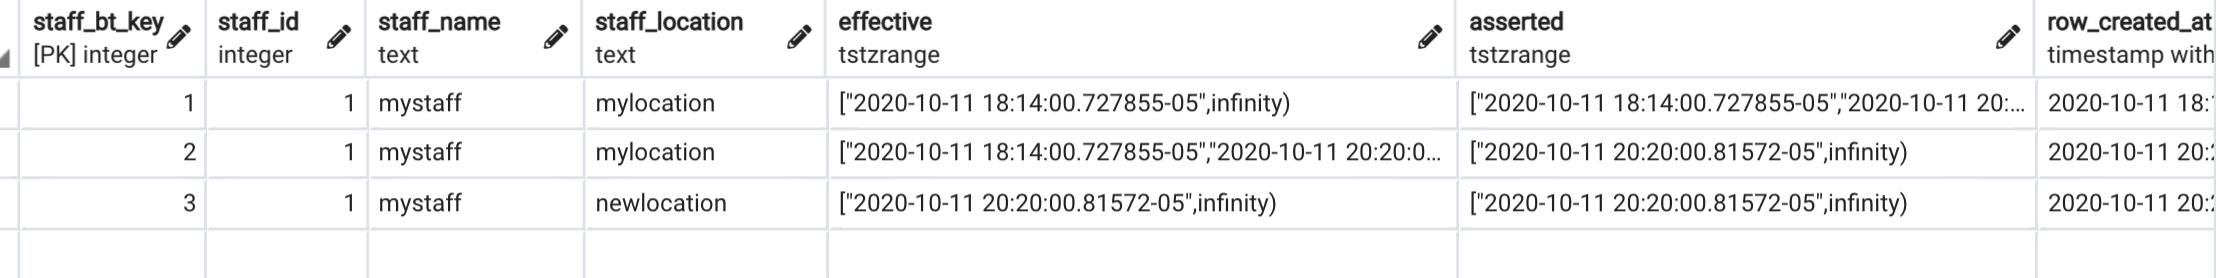 staff_bt_key staff_id staff_name staff_location effective asserted row_created_at
[PK] integer integer text text tstzrange tstzrange timestamp with
1 1 mystaff mylocation ["2020-10-11 18:14:00.727855-05",infinity) ["2020-10-11 18:14:00.727855-05","2020-10-11 20:... 2020-10-11 18:
2 1 mystaff mylocation ["2020-10-11 18:14:00.727855-05","2020-10-11 20:20:0... ["2020-10-11 20:20:00.81572-05",infinity) 2020-10-11 20:
3 1 mystaff newlocation ["2020-10-11 20:20:00.81572-05",infinity) ["2020-10-11 20:20:00.81572-05",infinity) 2020-10-11 20: